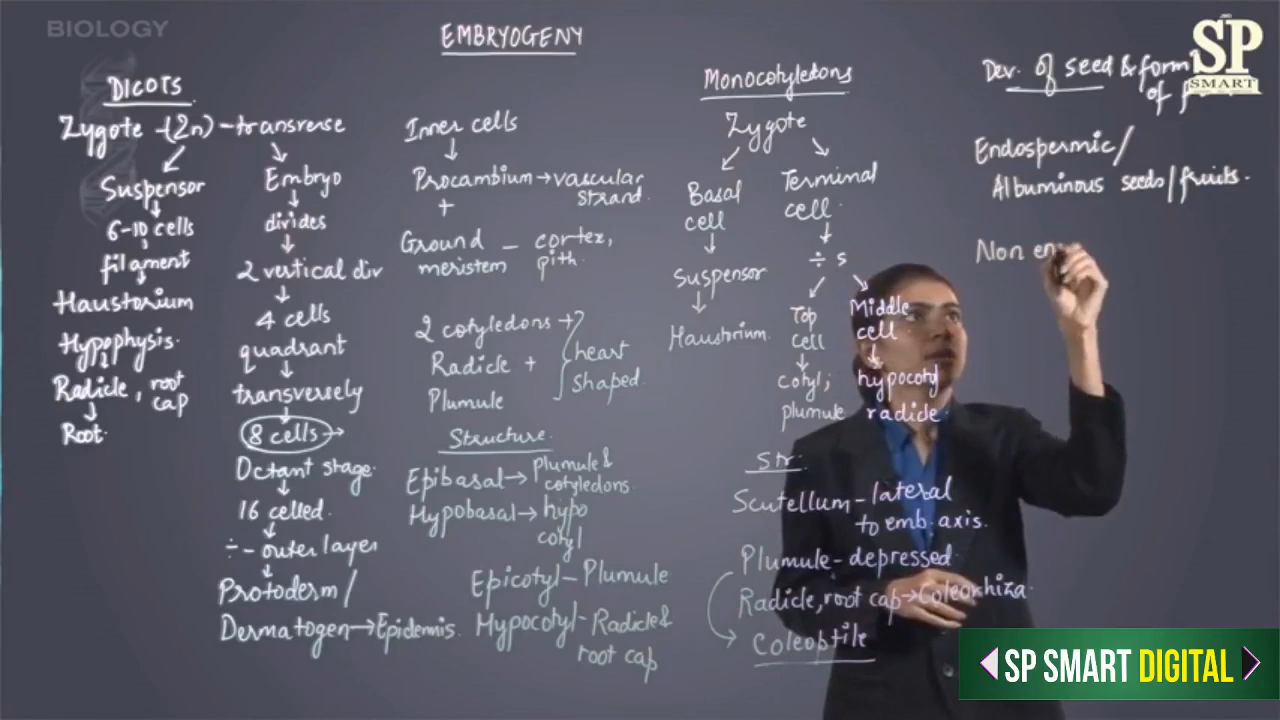 BIOLOGY
EMBRYOGENY
DICOTS
Zygote (2n) - transverse
Suspensor
6-10 cells
filament
Haustorium
Hypophysis.
Radicle, root cap
Root.
Embryo
divides
2 vertical div
4 cells
quadrant
transversely
8 cells
Octant stage.
16 celled.
÷ - outer layer
Protoderm/
Dermatogen → Epidermis.
Inner cells
Procambium → vascular strand.
+
Ground meristem - cortex, pith.
2 cotyledons +
Radicle +
Plumule
heart shaped.
Structure
Epibasal → Plumule & cotyledons.
Hypobasal → hypo cotyl
Epicotyl - Plumule
Hypocotyl - Radicle & root cap
Monocotyledons
Zygote
Basal cell
Suspensor
Haustorium.
Terminal cell.
÷ s
Top cell
cotyl;
plumule
Middle cell.
hypocotyl
radicle.
Str.
Scutellum - lateral
to emb. axis.
Plumule - depressed.
Radicle, root cap → Coleorhiza.
Coleoptile
Dev. of seed & form
of
Endospermic/
Albuminous seeds/fruits.
Non en
SP
SMART
SP SMART DIGITAL